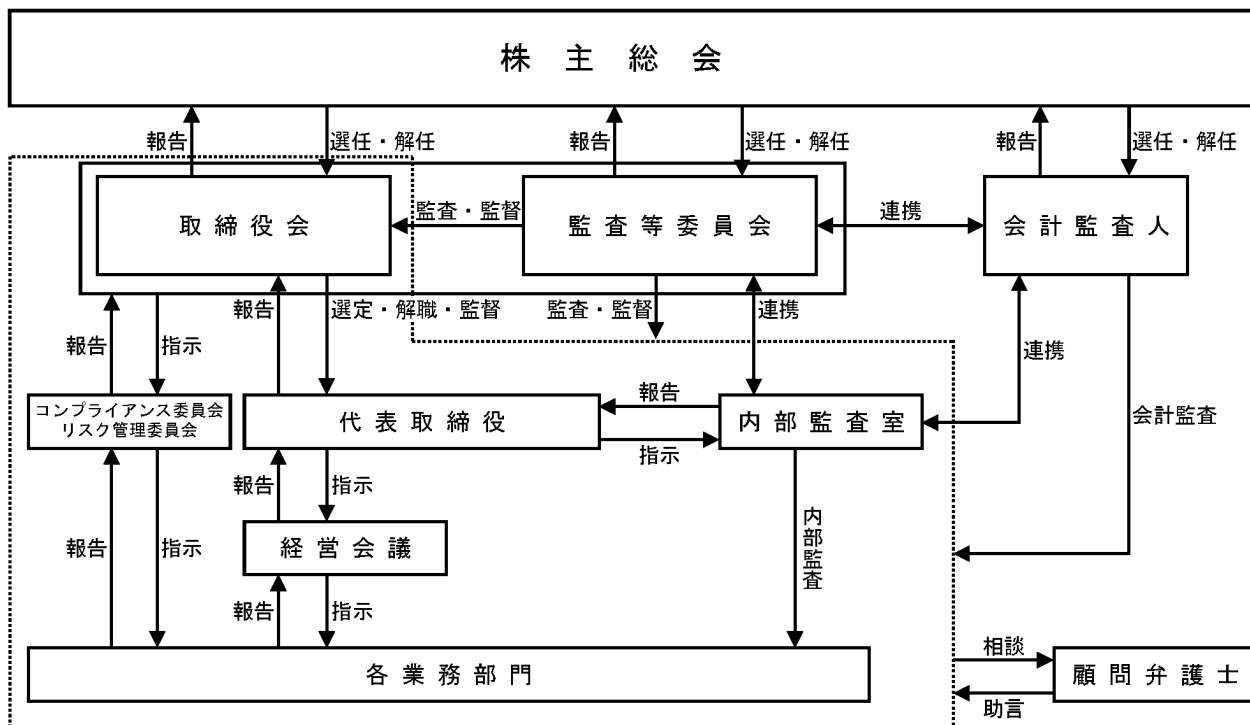 株主総会
報告
選任・解任
報告
選任・解任
報告
選任・解任
取締役会
監査・監督
監査等委員会
連携
会計監査人
報告
指示
報告
選定・解職・監督
監査・監督
連携
連携
コンプライアンス委員会
リスク管理委員会
代表取締役
報告
指示
内部監査室
会計監査
報告
指示
報告
指示
経営会議
内部監査
報告
指示
各業務部門
相談
助言
顧問弁護士